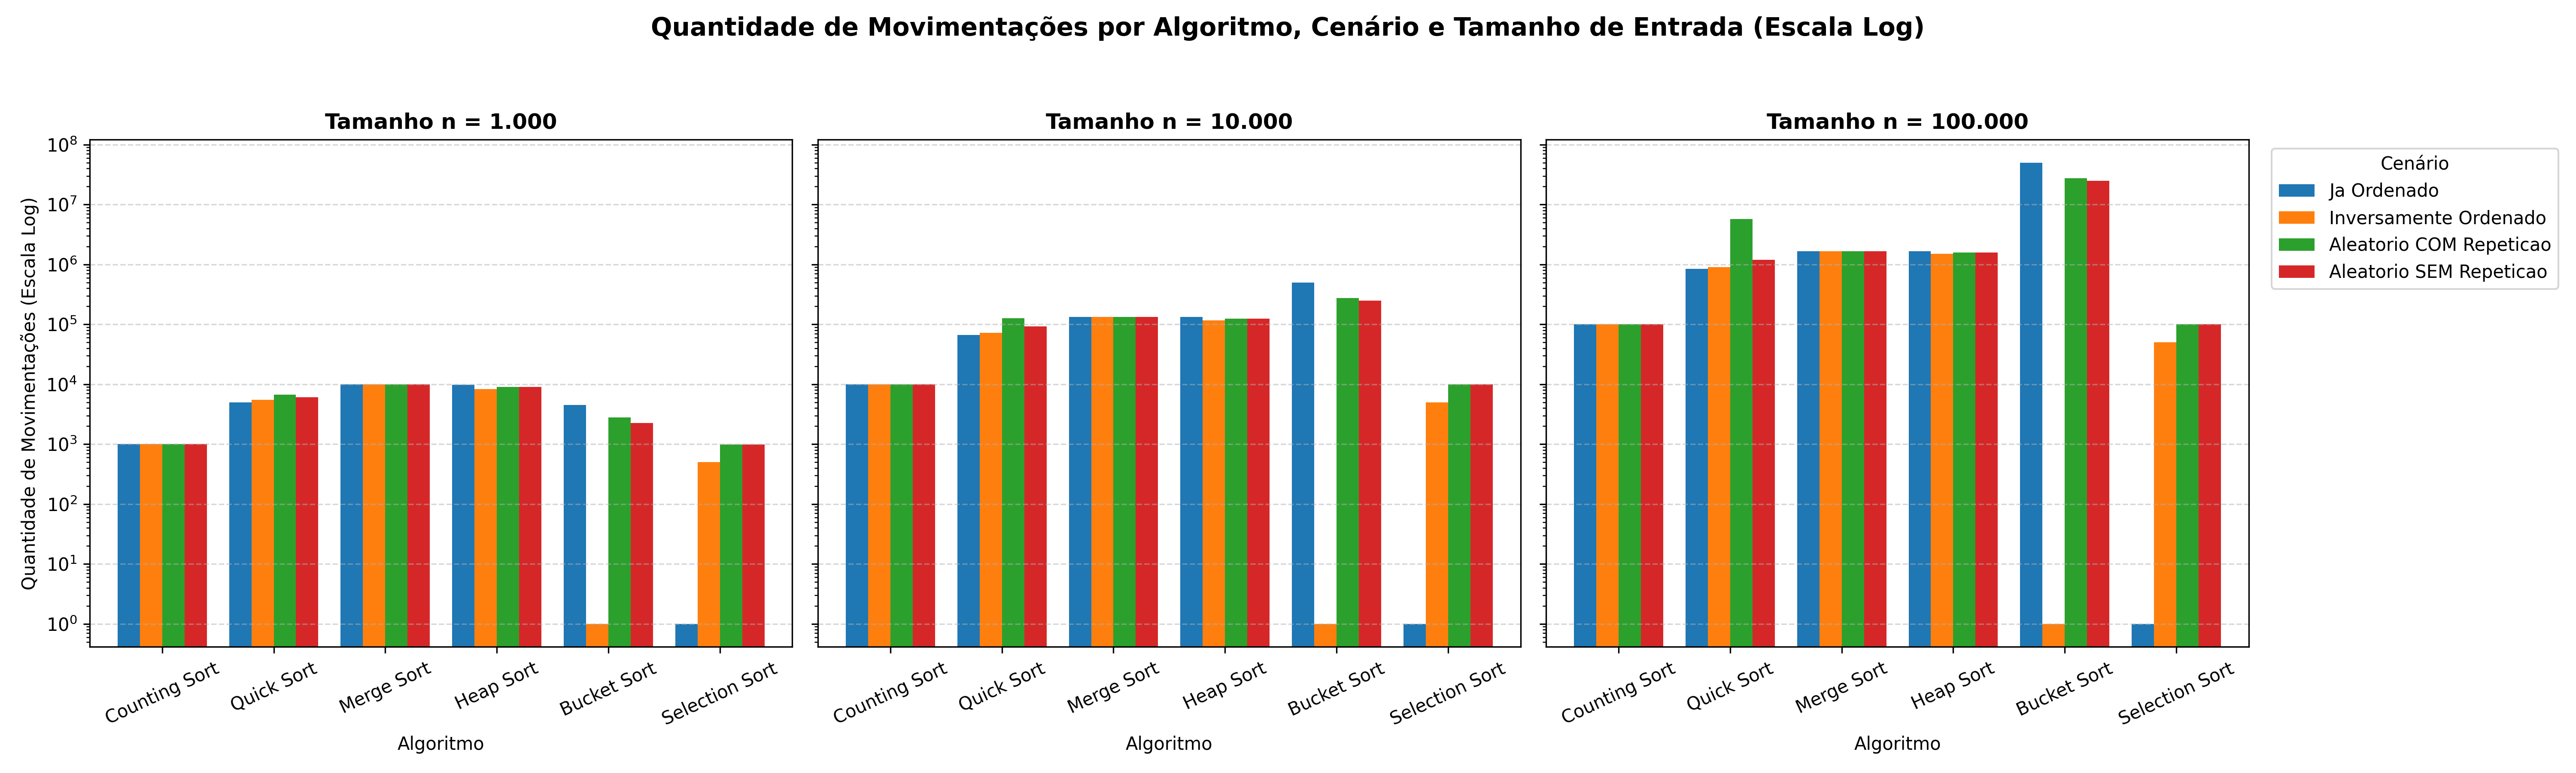 Quantidade de Movimentações por Algoritmo, Cenário e Tamanho de Entrada (Escala Log)
Tamanho n = 1.000
Tamanho n = 10.000
Tamanho n = 100.000
Quantidade de Movimentações (Escala Log)
10⁸
10⁷
10⁶
10⁵
10⁴
10³
10²
10¹
10⁰
Counting Sort
Quick Sort
Merge Sort
Heap Sort
Bucket Sort
Selection Sort
Algoritmo
Counting Sort
Quick Sort
Merge Sort
Heap Sort
Bucket Sort
Selection Sort
Algoritmo
Counting Sort
Quick Sort
Merge Sort
Heap Sort
Bucket Sort
Selection Sort
Algoritmo
Cenário
Ja Ordenado
Inversamente Ordenado
Aleatorio COM Repeticao
Aleatorio SEM Repeticao